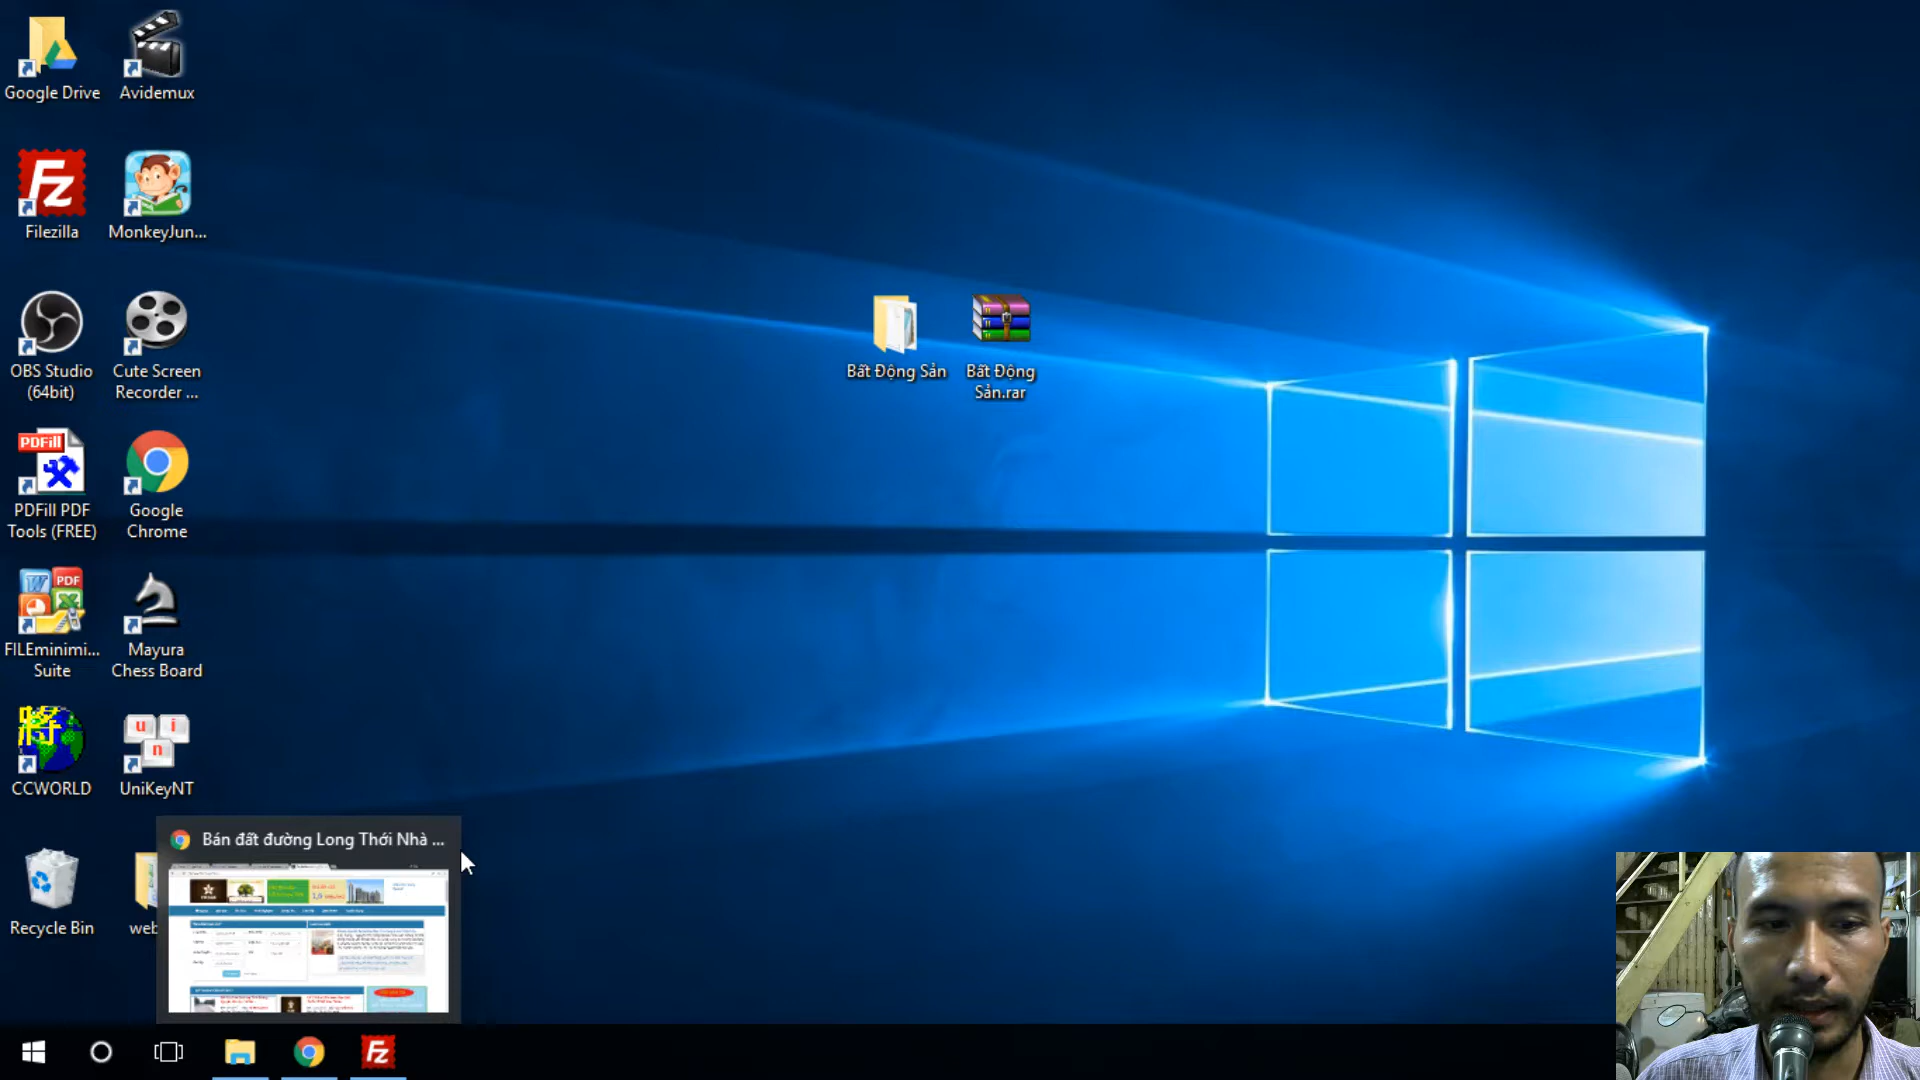 Google Drive
Avidemux
Filezilla
MonkeyJun...
OBS Studio
(64bit)
Cute Screen
Recorder ...
Bất Động Sản
Bất Động
Sản.rar
PDFill
PDFill PDF
Tools (FREE)
Google
Chrome
PDF
FILEminimi...
Suite
Mayura
Chess Board
CCWORLD
u i n
UniKeyNT
Bán đất đường Long Thới Nhà ...
Recycle Bin
web
Fz